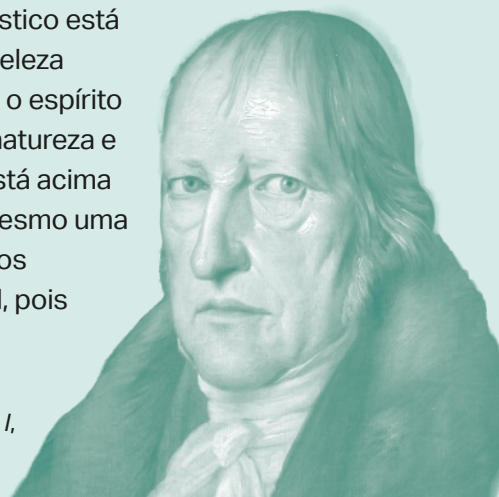 stico está
eleza
o espírito
natureza e
stá acima
esmo uma
os
l, pois
I,